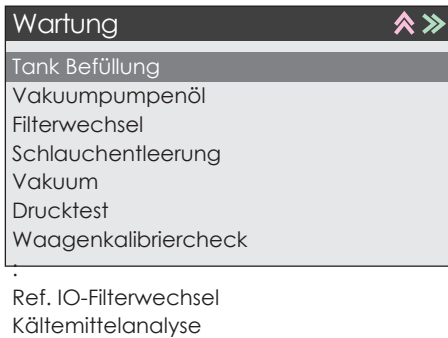 Wartung
Tank Befüllung
Vakuumpumpenöl
Filterwechsel
Schlauchentleerung
Vakuum
Drucktest
Waagenkalibriercheck
:
Ref. IO-Filterwechsel
Kältemittelanalyse